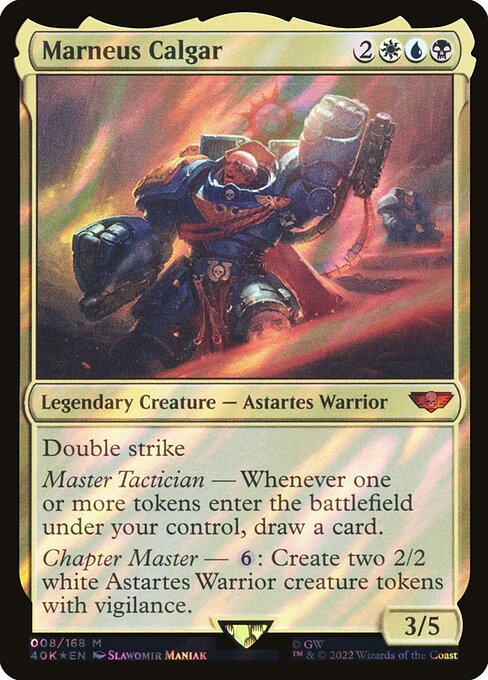 Marneus Calgar 2
Legendary Creature — Astartes Warrior
Double strike
Master Tactician — Whenever one
or more tokens enter the battlefield
under your control, draw a card.
Chapter Master — 6 : Create two 2/2
white Astartes Warrior creature tokens
with vigilance.
3/5
008/168 M
40K ★ EN Slawomir Maniak
© GW
™ & © 2022 Wizards of the Coast